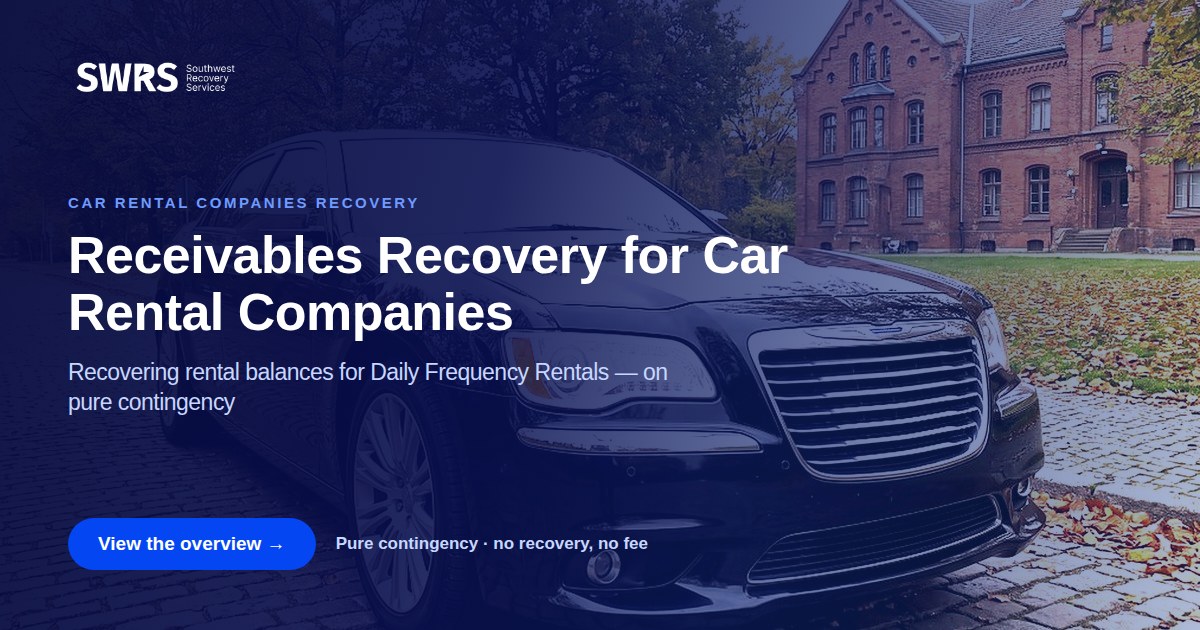 SWRS
Southwest
Recovery
Services
CAR RENTAL COMPANIES RECOVERY
Receivables Recovery for Car
Rental Companies
Recovering rental balances for Daily Frequency Rentals — on
pure contingency
View the overview →
Pure contingency · no recovery, no fee